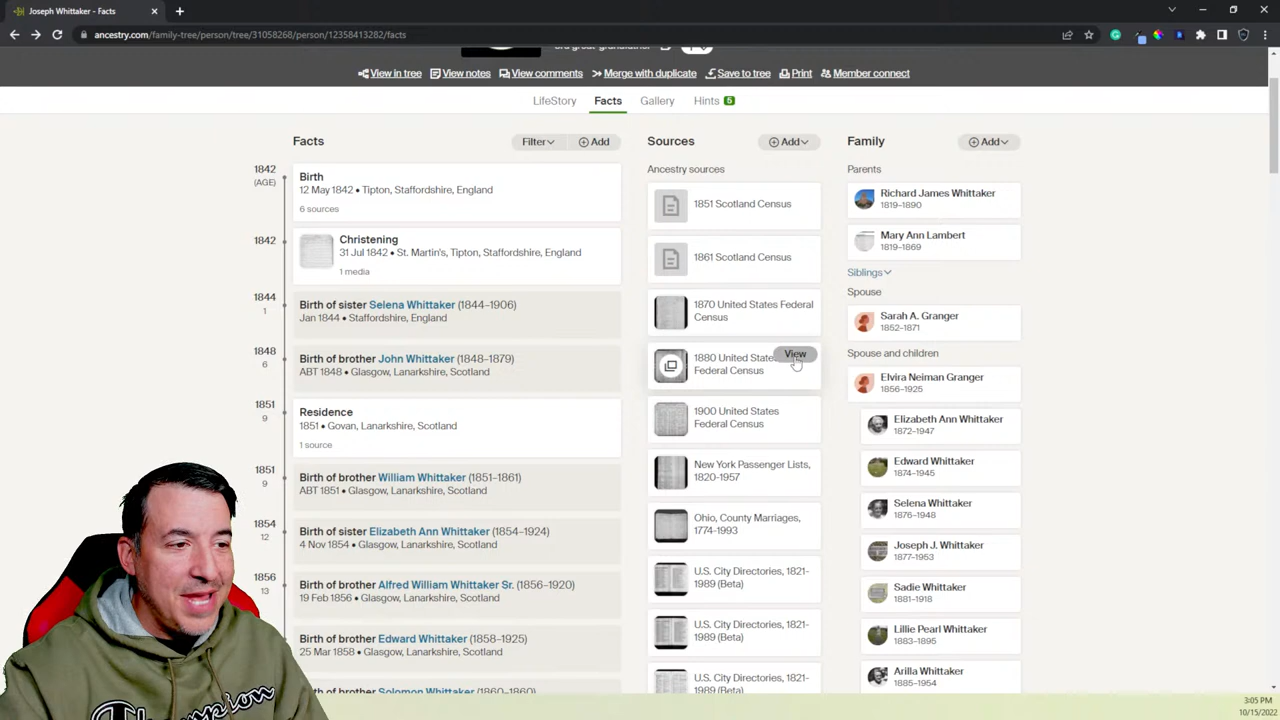 Joseph Whittaker - Facts
ancestry.com/family-tree/person/tree/31058268/person/12358413282/facts
3rd great-grandfather
View in tree
View notes
View comments
Merge with duplicate
Save to tree
Print
Member connect
LifeStory
Facts
Gallery
Hints 5
Facts
Filter
Add
1842
(AGE)
Birth
12 May 1842 • Tipton, Staffordshire, England
6 sources
1842
Christening
31 Jul 1842 • St. Martin's, Tipton, Staffordshire, England
1 media
1844
1
Birth of sister Selena Whittaker (1844–1906)
Jan 1844 • Staffordshire, England
1848
6
Birth of brother John Whittaker (1848–1879)
ABT 1848 • Glasgow, Lanarkshire, Scotland
1851
9
Residence
1851 • Govan, Lanarkshire, Scotland
1 source
1851
9
Birth of brother William Whittaker (1851–1861)
ABT 1851 • Glasgow, Lanarkshire, Scotland
1854
12
Birth of sister Elizabeth Ann Whittaker (1854–1924)
4 Nov 1854 • Glasgow, Lanarkshire, Scotland
1856
13
Birth of brother Alfred William Whittaker Sr. (1856–1920)
19 Feb 1856 • Glasgow, Lanarkshire, Scotland
Birth of brother Edward Whittaker (1858–1925)
25 Mar 1858 • Glasgow, Lanarkshire, Scotland
Birth of brother Solomon Whittaker (1860–1860)
Sources
Add
Ancestry sources
1851 Scotland Census
1861 Scotland Census
1870 United States Federal
Census
1880 United State
Federal Census
View
1900 United States
Federal Census
New York Passenger Lists,
1820-1957
Ohio, County Marriages,
1774-1993
U.S. City Directories, 1821-
1989 (Beta)
U.S. City Directories, 1821-
1989 (Beta)
U.S. City Directories, 1821-
1989 (Beta)
Family
Add
Parents
Richard James Whittaker
1819–1890
Mary Ann Lambert
1819–1869
Siblings
Spouse
Sarah A. Granger
1852–1871
Spouse and children
Elvira Neiman Granger
1856–1925
Elizabeth Ann Whittaker
1872–1947
Edward Whittaker
1874–1945
Selena Whittaker
1876–1948
Joseph J. Whittaker
1877–1953
Sadie Whittaker
1881–1918
Lillie Pearl Whittaker
1883–1895
Arilla Whittaker
1885–1954
Champion
3:05 PM
10/15/2022